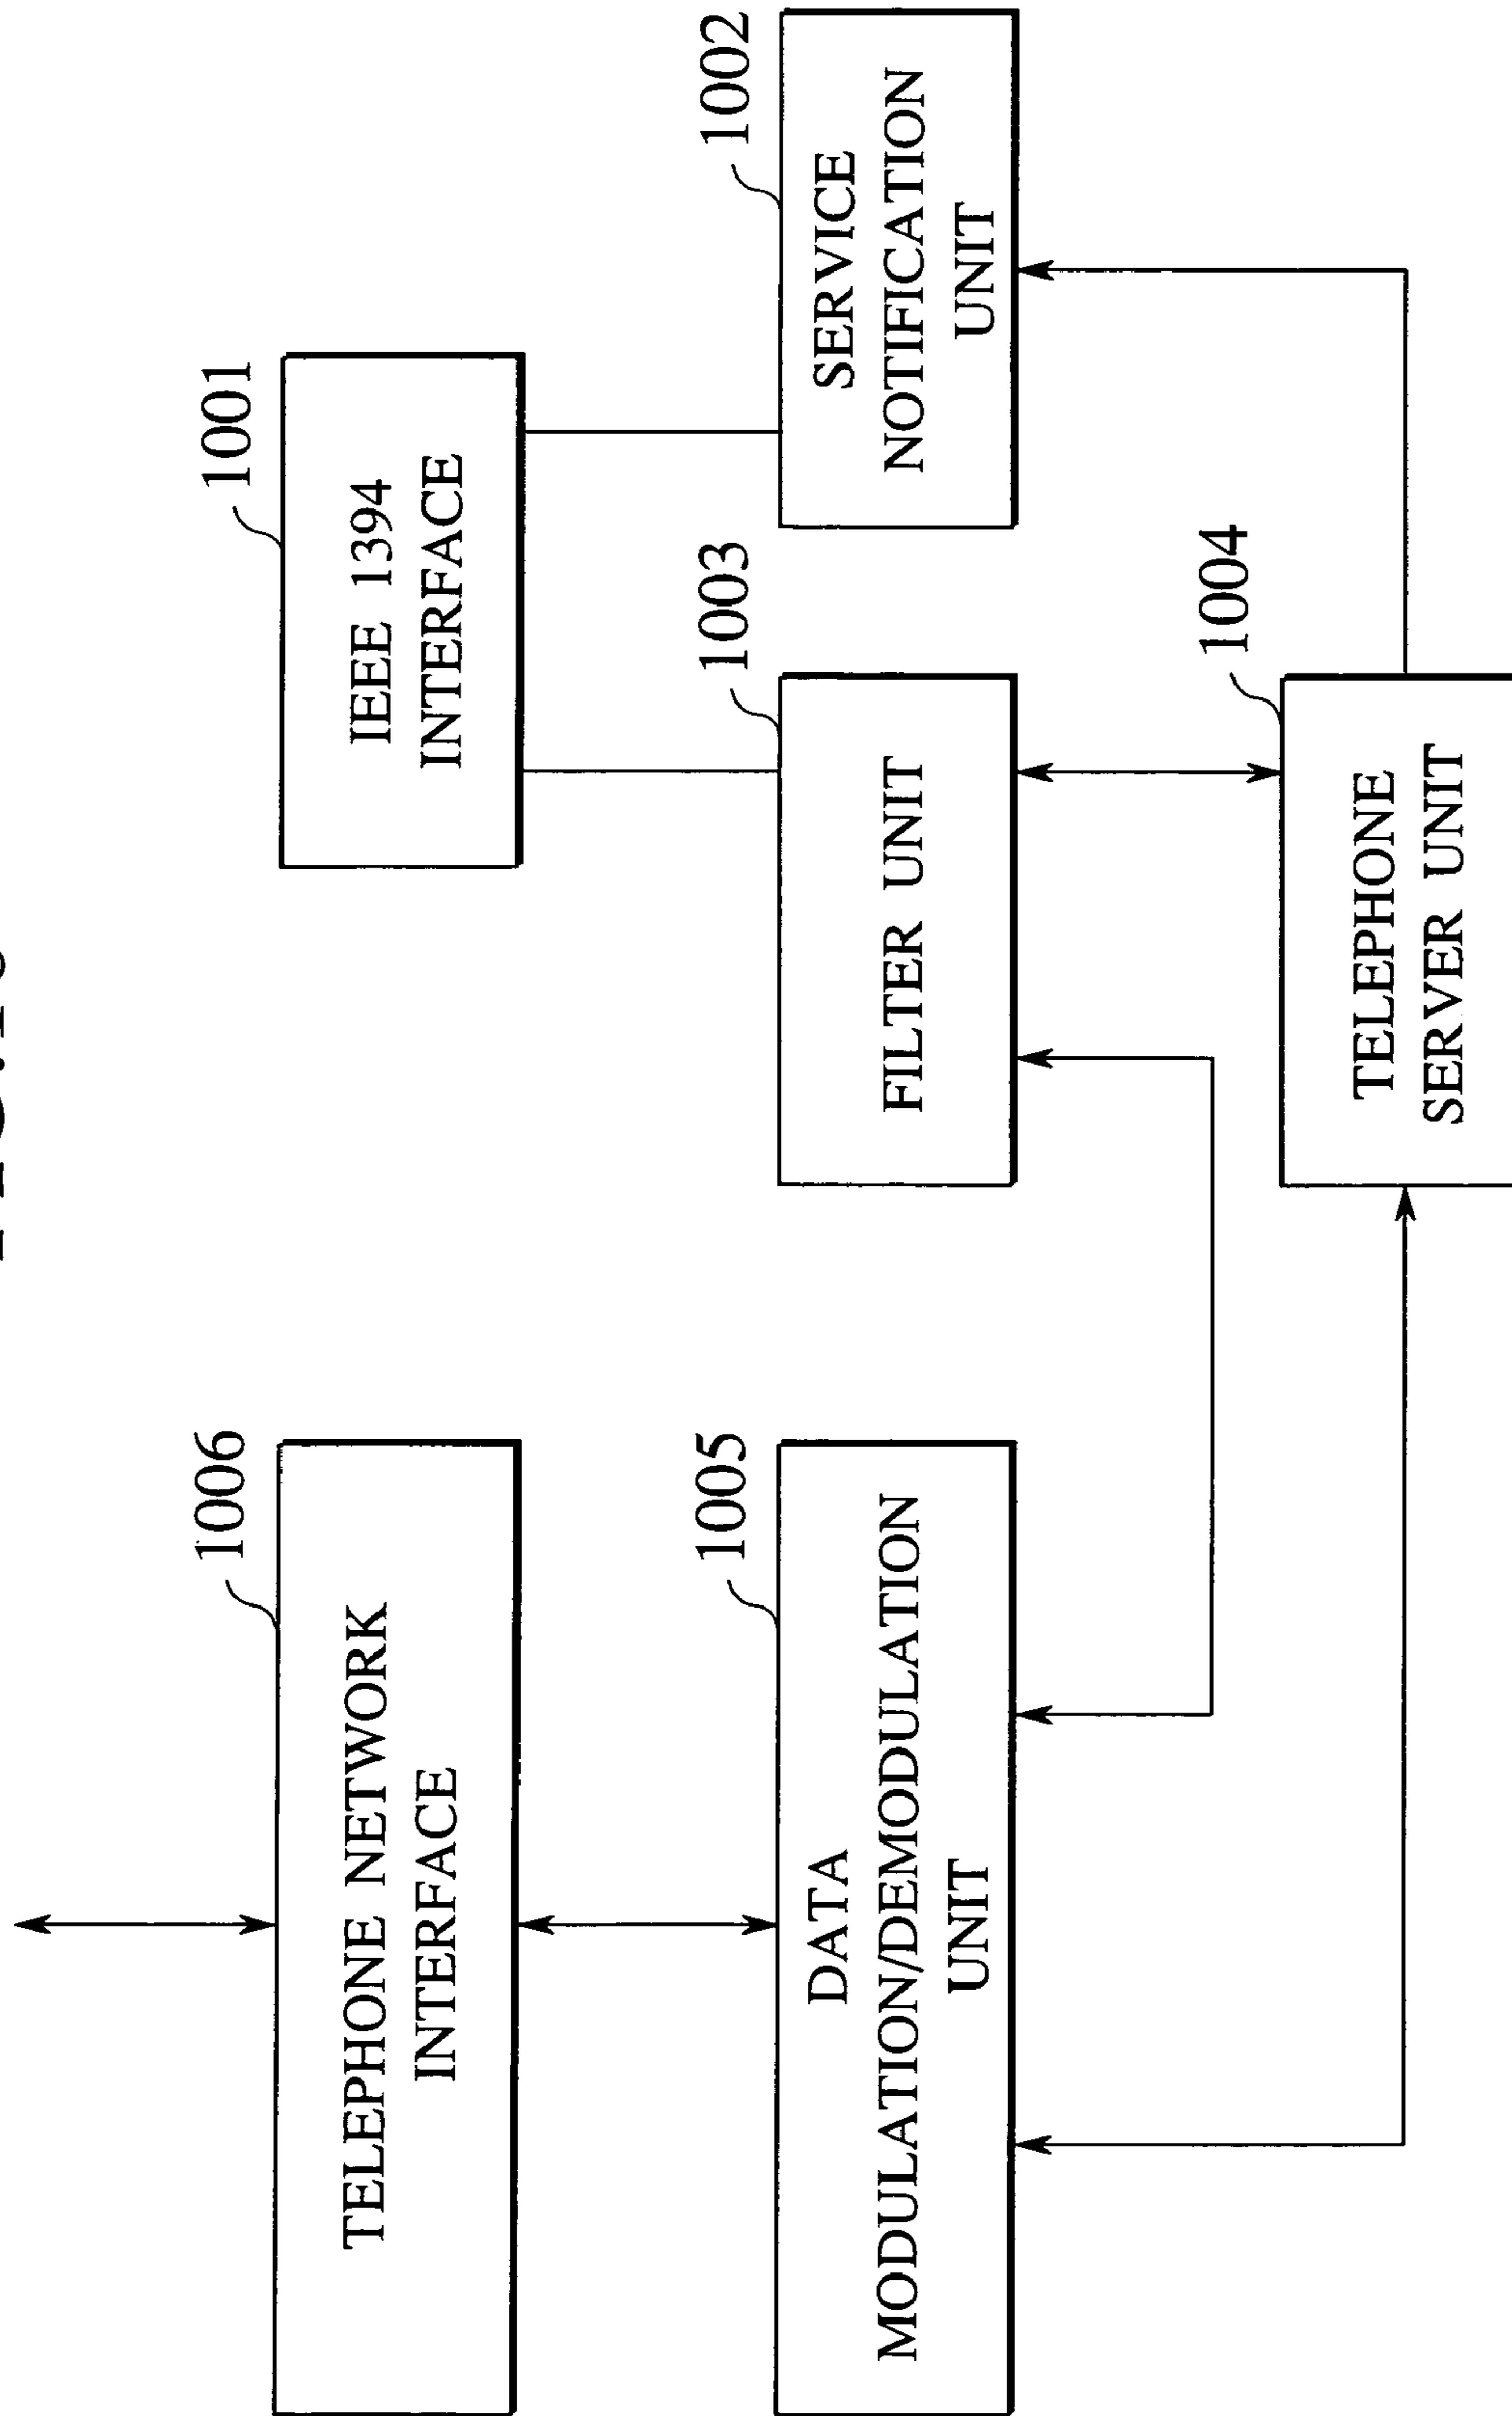 1006
TELEPHONE NETWORK
INTERFACE
1001
IEEE 1394
INTERFACE
1005
DATA
MODULATION/DEMODULATION
UNIT
1003
FILTER UNIT
1002
SERVICE
NOTIFICATION
UNIT
1004
TELEPHONE
SERVER UNIT